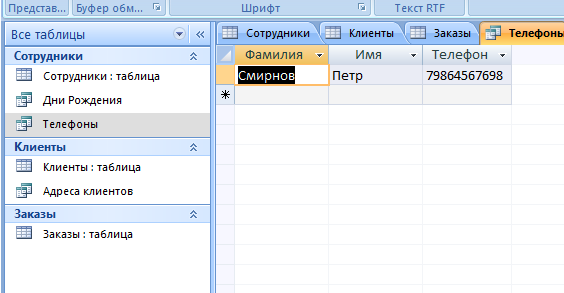 Представ... Буфер обм... Шрифт Текст RTF
Все таблицы
Сотрудники
Сотрудники : таблица
Дни Рождения
Телефоны
Клиенты
Клиенты : таблица
Адреса клиентов
Заказы
Заказы : таблица
Сотрудники Клиенты Заказы Телефоны
Фамилия Имя Телефон
Смирнов Петр 79864567698